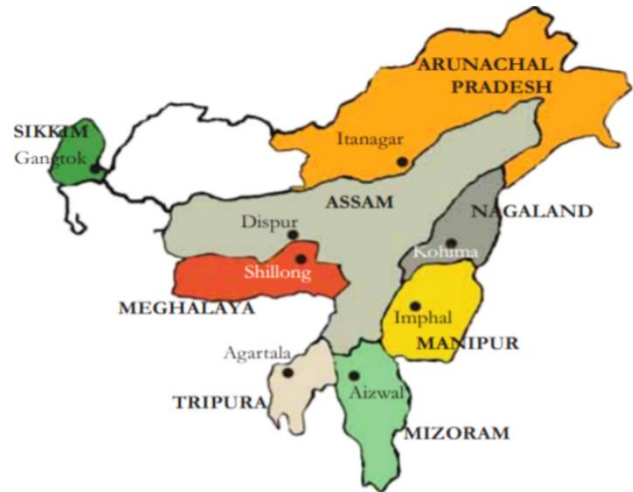 ARUNACHAL
PRADESH
SIKKIM
Gangtok
Itanagar
ASSAM
NAGALAND
Dispur
Kohima
Shillong
MEGHALAYA
Imphal
MANIPUR
Agartala
Aizwal
TRIPURA
MIZORAM